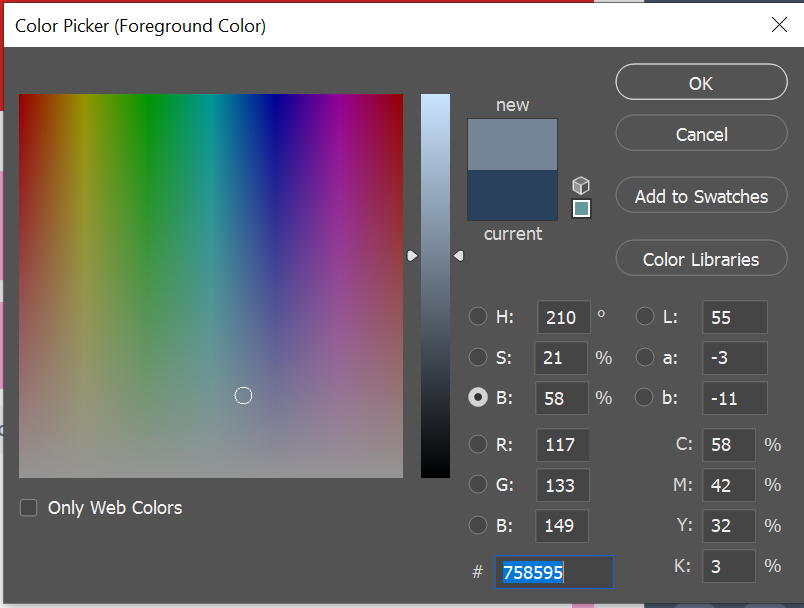 Color Picker (Foreground Color)
new
current
OK
Cancel
Add to Swatches
Color Libraries
H: 210 °
S: 21 %
B: 58 %
R: 117
G: 133
B: 149
# 758595
L: 55
a: -3
b: -11
C: 58 %
M: 42 %
Y: 32 %
K: 3 %
Only Web Colors